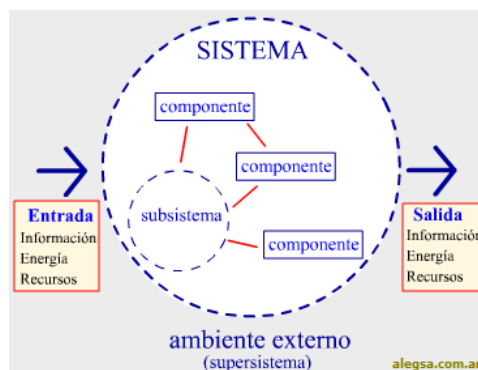 SISTEMA
componente
componente
subsistema
componente
Entrada
Información
Energía
Recursos
Salida
Información
Energía
Recursos
ambiente externo
(supersistema)
alegsa.com.ar